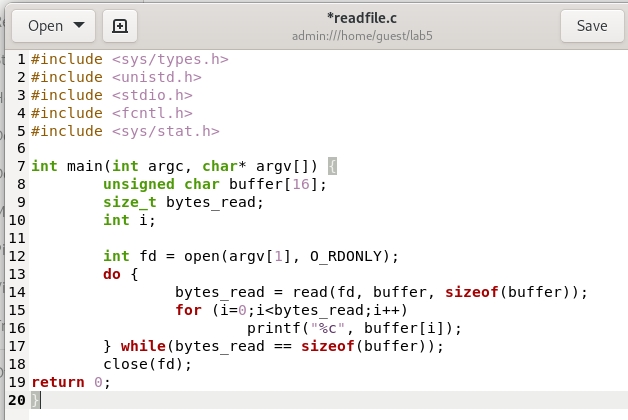 *readfile.c
Open
admin:///home/guest/lab5
Save
1 #include <sys/types.h>
2 #include <unistd.h>
3 #include <stdio.h>
4 #include <fcntl.h>
5 #include <sys/stat.h>
6
7 int main(int argc, char* argv[]) {
8         unsigned char buffer[16];
9         size_t bytes_read;
10         int i;
11
12         int fd = open(argv[1], O_RDONLY);
13         do {
14                 bytes_read = read(fd, buffer, sizeof(buffer));
15                 for (i=0;i<bytes_read;i++)
16                         printf("%c", buffer[i]);
17         } while(bytes_read == sizeof(buffer));
18         close(fd);
19 return 0;
20 }